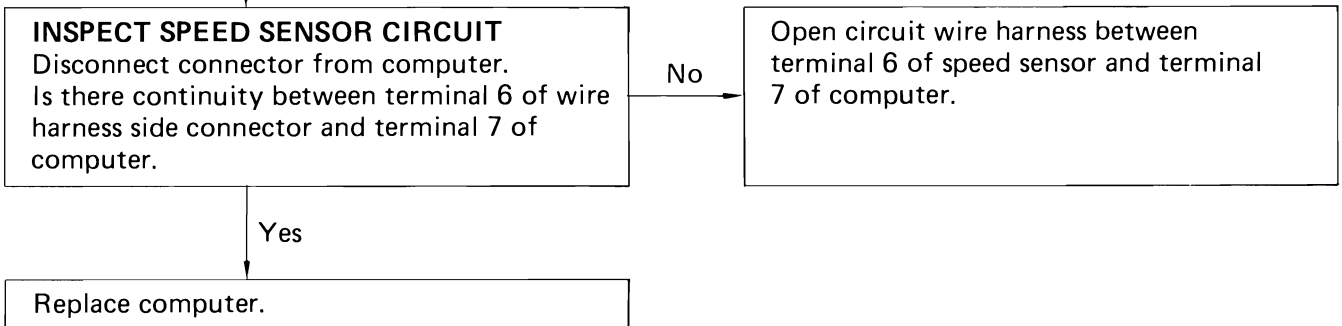 INSPECT SPEED SENSOR CIRCUIT
Disconnect connector from computer.
Is there continuity between terminal 6 of wire
harness side connector and terminal 7 of
computer.
No
Open circuit wire harness between
terminal 6 of speed sensor and terminal
7 of computer.
Yes
Replace computer.